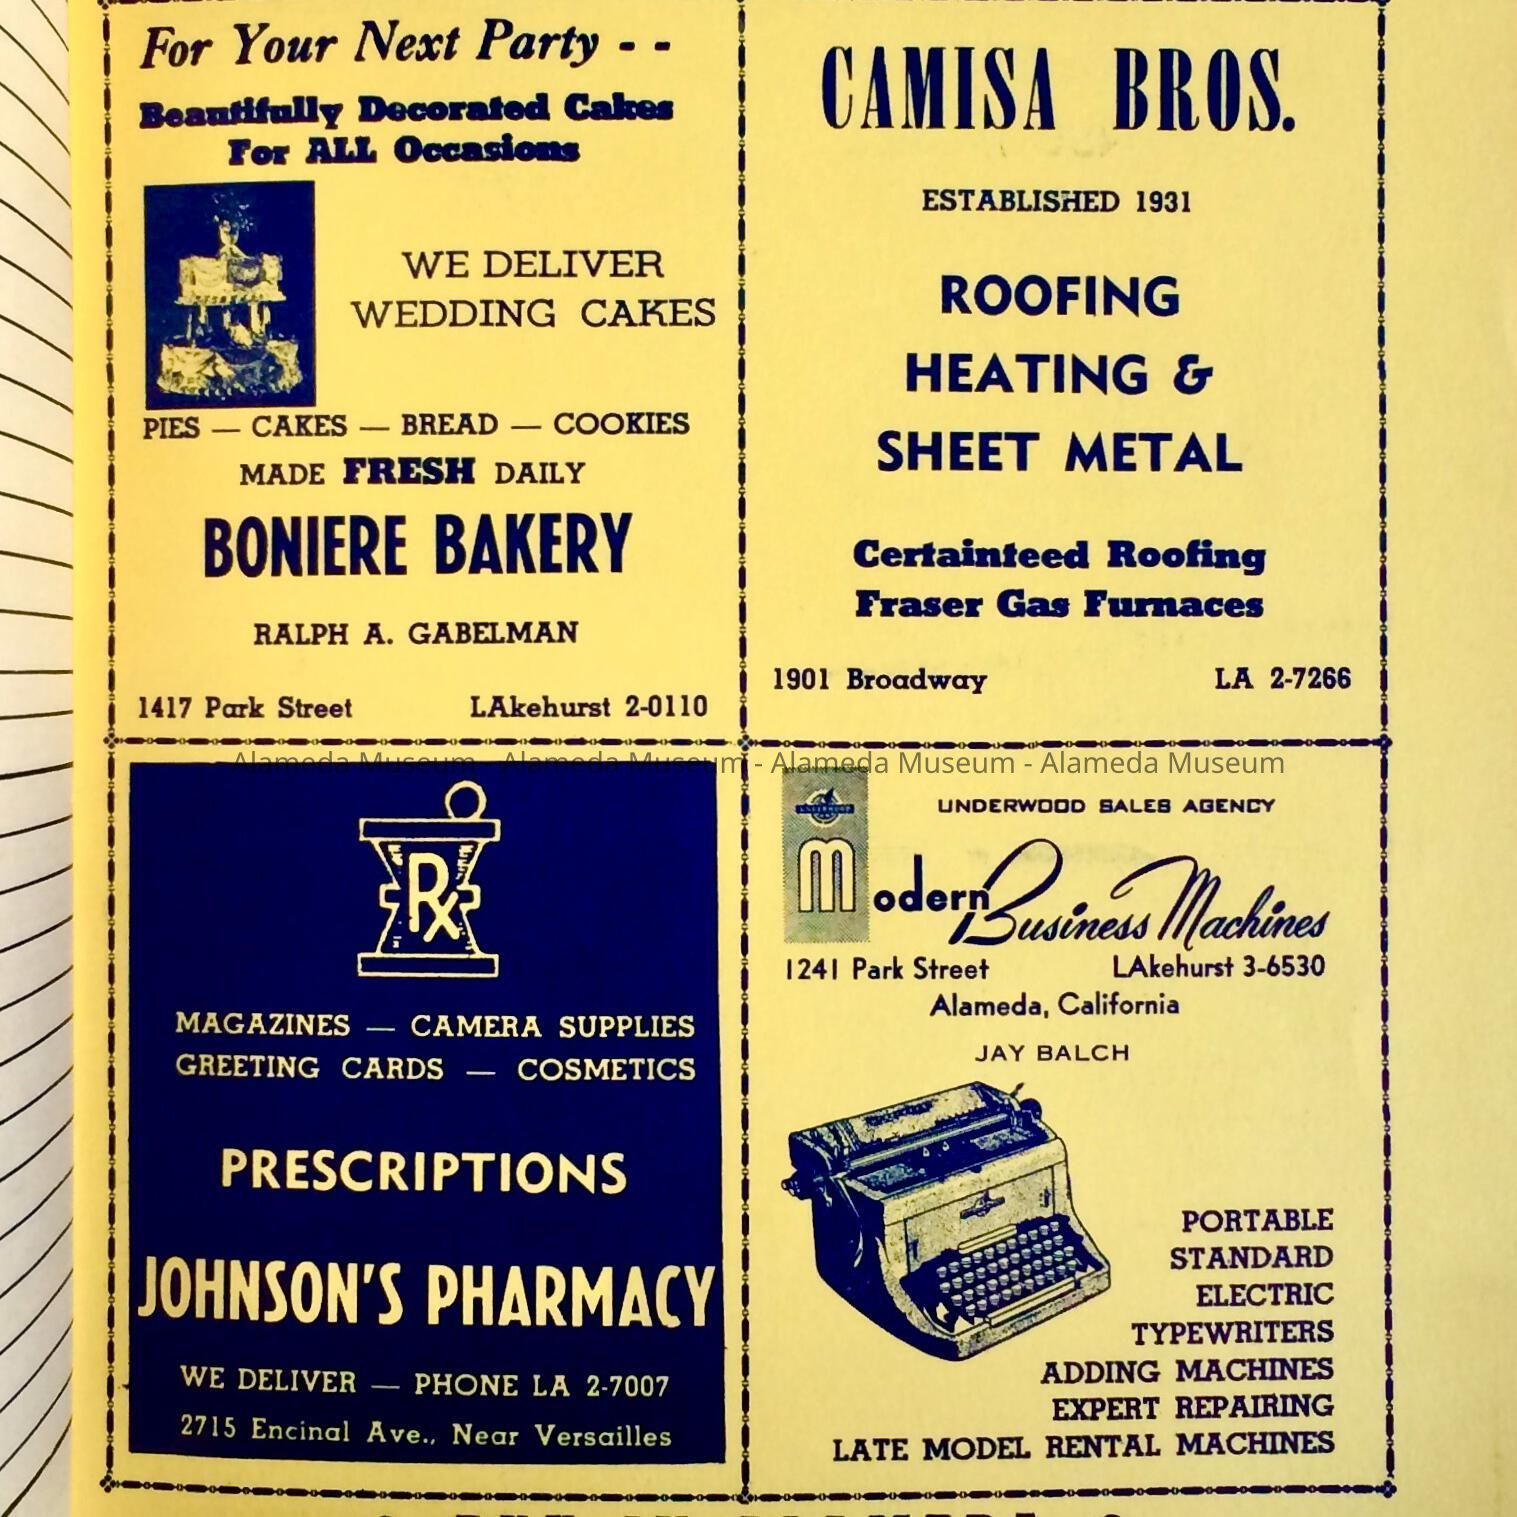 For Your Next Party - -
Beautifully Decorated Cakes
For ALL Occasions
WE DELIVER
WEDDING CAKES
PIES — CAKES — BREAD — COOKIES
MADE FRESH DAILY
BONIERE BAKERY
RALPH A. GABELMAN
1417 Park Street LAkehurst 2-0110
CAMISA BROS.
ESTABLISHED 1931
ROOFING
HEATING &
SHEET METAL
Certainteed Roofing
Fraser Gas Furnaces
1901 Broadway LA 2-7266
Alameda Museum - Alameda Museum - Alameda Museum - Alameda Museum
Rx
MAGAZINES — CAMERA SUPPLIES
GREETING CARDS — COSMETICS
PRESCRIPTIONS
JOHNSON'S PHARMACY
WE DELIVER — PHONE LA 2-7007
2715 Encinal Ave., Near Versailles
UNDERWOOD SALES AGENCY
UNDERWOOD
Modern Business Machines
1241 Park Street LAkehurst 3-6530
Alameda, California
JAY BALCH
PORTABLE
STANDARD
ELECTRIC
TYPEWRITERS
ADDING MACHINES
EXPERT REPAIRING
LATE MODEL RENTAL MACHINES